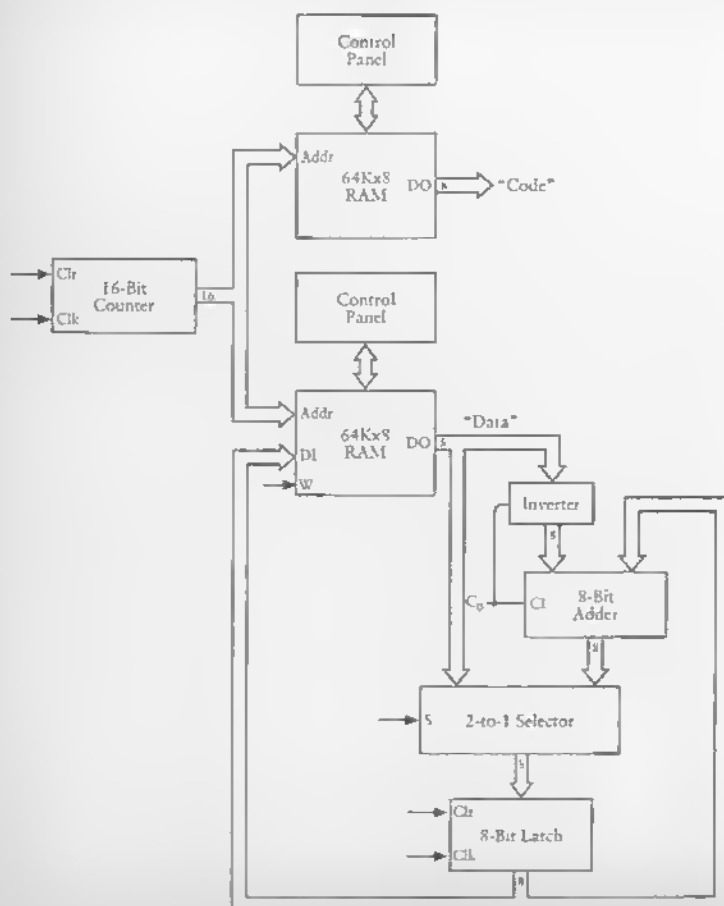 Control
Panel
Addr
64Kx8
RAM
DO
8
"Code"
Clr
16-Bit
Counter
16
Clk
Control
Panel
Addr
64Kx8
RAM
DO
8
"Data"
DI
W
Inverter
8
C₀
CI
8-Bit
Adder
8
S
2-to-1 Selector
8
Clr
8-Bit Latch
Clk
8